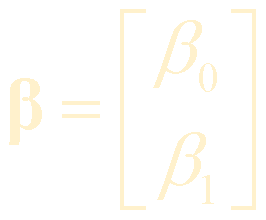 𝛃 = [ β₀
β₁ ]